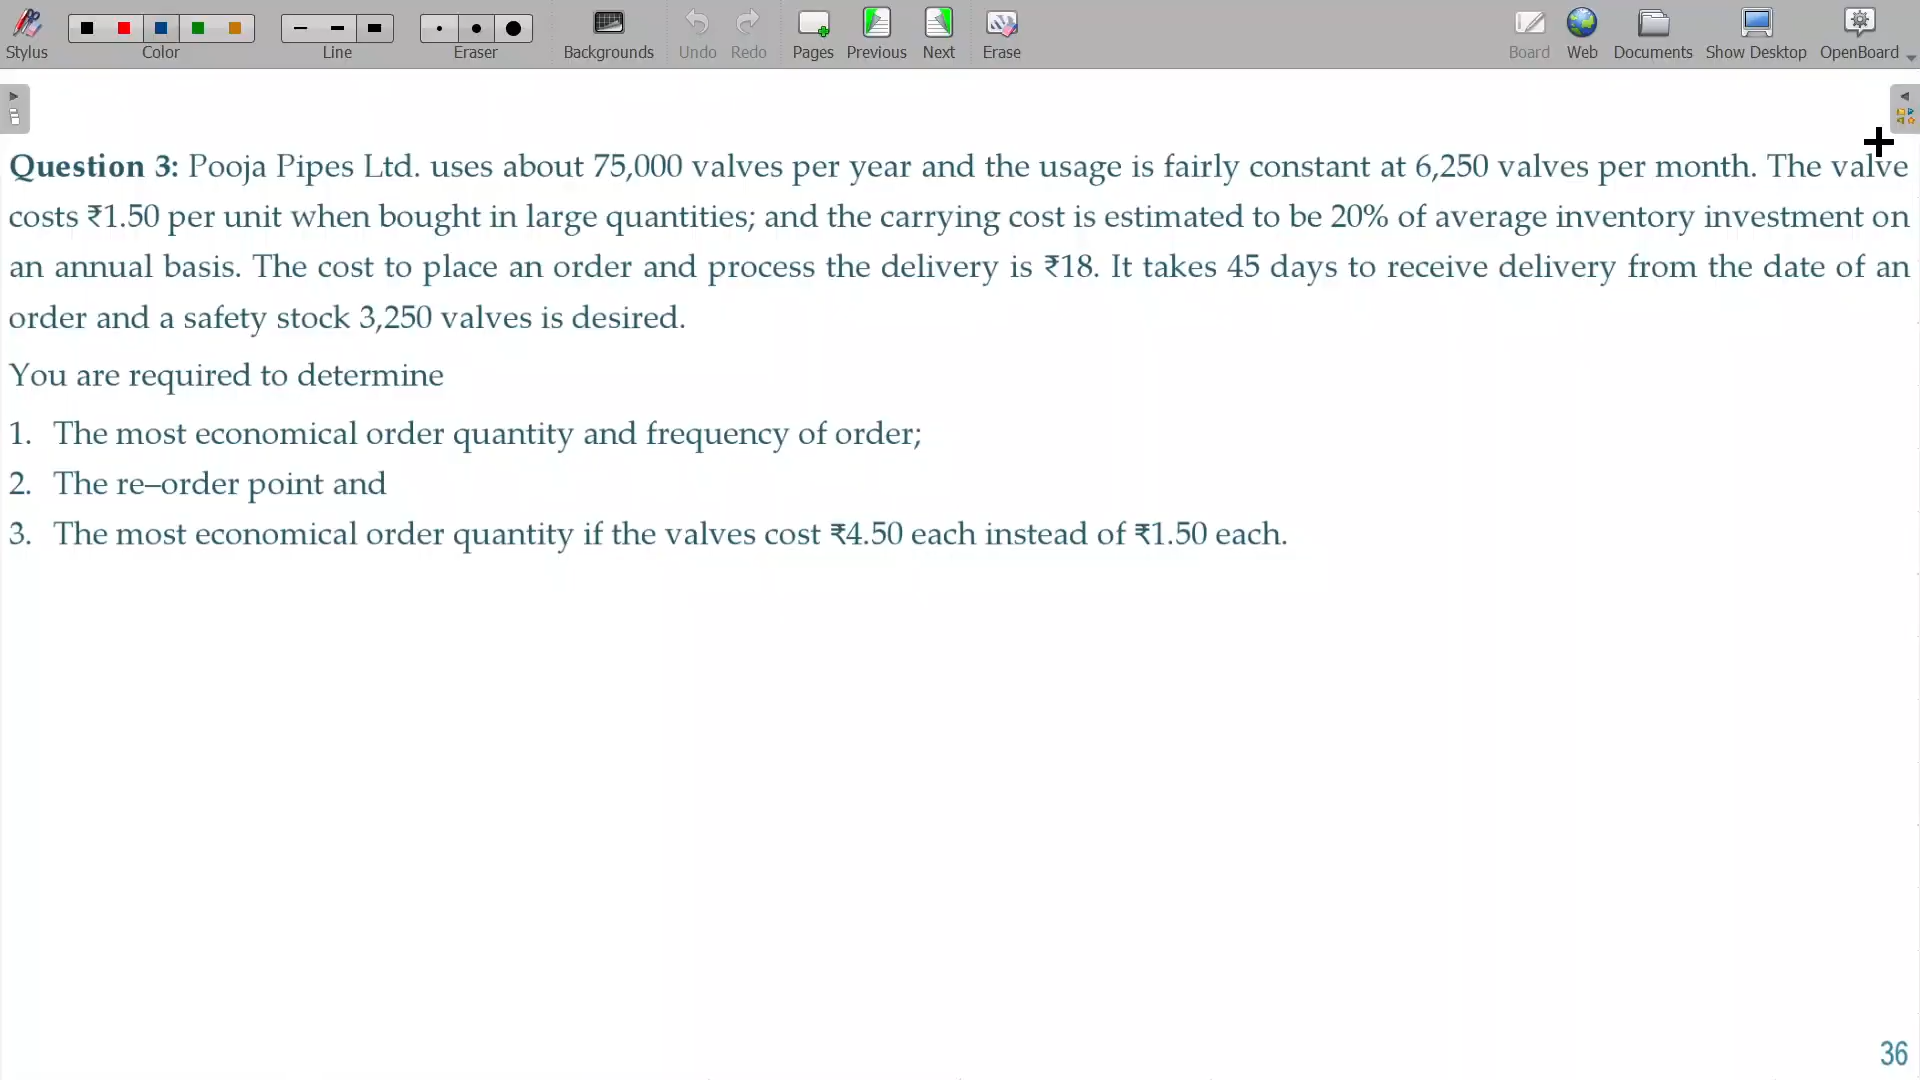 Stylus Color Line Eraser Backgrounds Undo Redo Pages Previous Next Erase Board Web Documents Show Desktop OpenBoard
Question 3: Pooja Pipes Ltd. uses about 75,000 valves per year and the usage is fairly constant at 6,250 valves per month. The valve
costs ₹1.50 per unit when bought in large quantities; and the carrying cost is estimated to be 20% of average inventory investment on
an annual basis. The cost to place an order and process the delivery is ₹18. It takes 45 days to receive delivery from the date of an
order and a safety stock 3,250 valves is desired.
You are required to determine
1. The most economical order quantity and frequency of order;
2. The re–order point and
3. The most economical order quantity if the valves cost ₹4.50 each instead of ₹1.50 each.
36